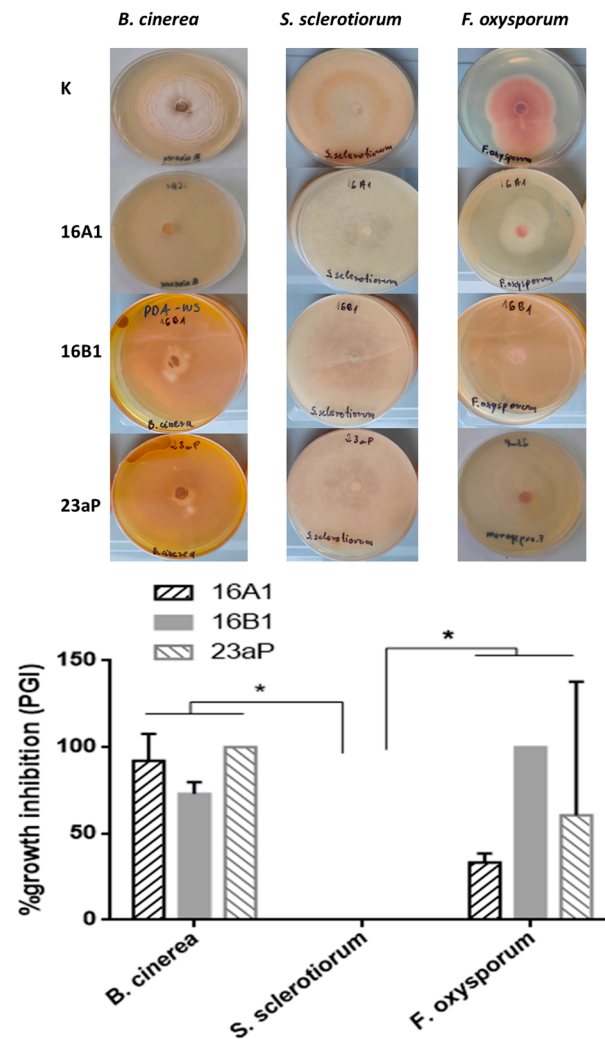 B. cinerea S. sclerotiorum F. oxysporum
K
S. sclerotiorum
F. oxysporum
16A1
16A1
16A1
S. sclerotiorum
F. oxysporum
16B1
PDA-WS
16B1
B. cinerea
16B1
S. sclerotiorum
16B1
F. oxysporum
23aP
23aP
B. cinerea
23aP
S. sclerotiorum
F. oxysporum
16A1
16B1
23aP
%growth inhibition (PGI)
150
100
50
0
*
*
B. cinerea
S. sclerotiorum
F. oxysporum